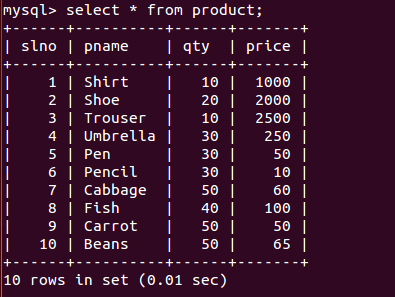 mysql> select * from product;
+------+----------+------+-------+
| slno | pname    | qty  | price |
+------+----------+------+-------+
|    1 | Shirt    |   10 |  1000 |
|    2 | Shoe     |   20 |  2000 |
|    3 | Trouser  |   10 |  2500 |
|    4 | Umbrella |   30 |   250 |
|    5 | Pen      |   30 |    50 |
|    6 | Pencil   |   30 |    10 |
|    7 | Cabbage  |   50 |    60 |
|    8 | Fish     |   40 |   100 |
|    9 | Carrot   |   50 |    50 |
|   10 | Beans    |   50 |    65 |
+------+----------+------+-------+
10 rows in set (0.01 sec)